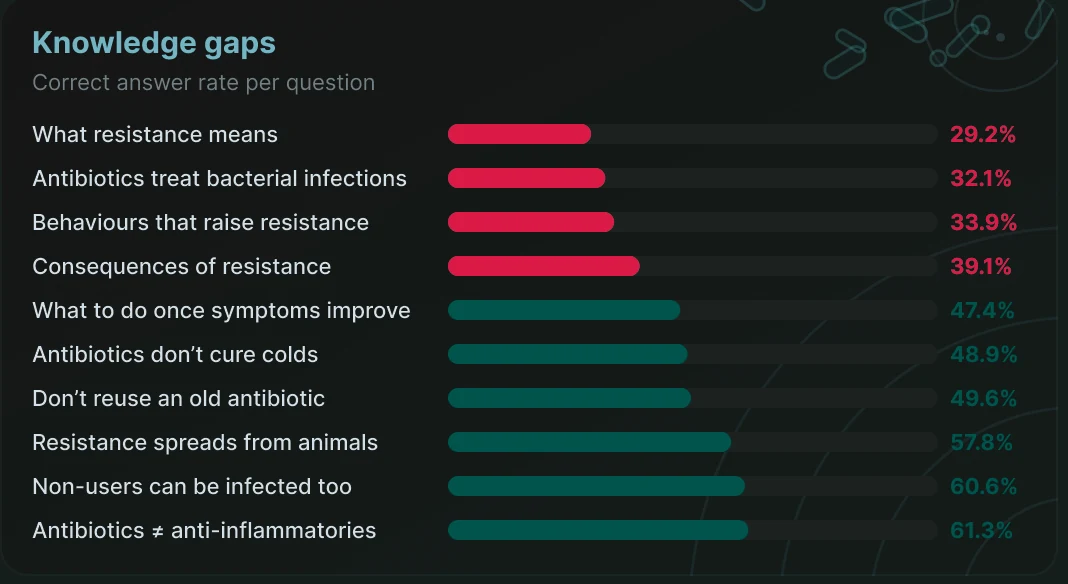 Knowledge gaps
Correct answer rate per question
What resistance means 29.2%
Antibiotics treat bacterial infections 32.1%
Behaviours that raise resistance 33.9%
Consequences of resistance 39.1%
What to do once symptoms improve 47.4%
Antibiotics don’t cure colds 48.9%
Don’t reuse an old antibiotic 49.6%
Resistance spreads from animals 57.8%
Non-users can be infected too 60.6%
Antibiotics ≠ anti-inflammatories 61.3%